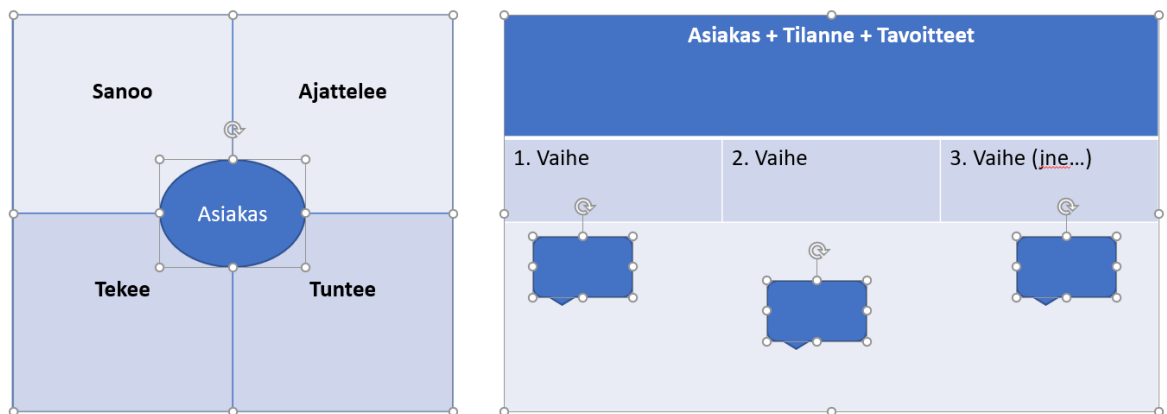 Sanoo
Ajattelee
Asiakas
Tekee
Tuntee
Asiakas + Tilanne + Tavoitteet
1. Vaihe
2. Vaihe
3. Vaihe (jne...)